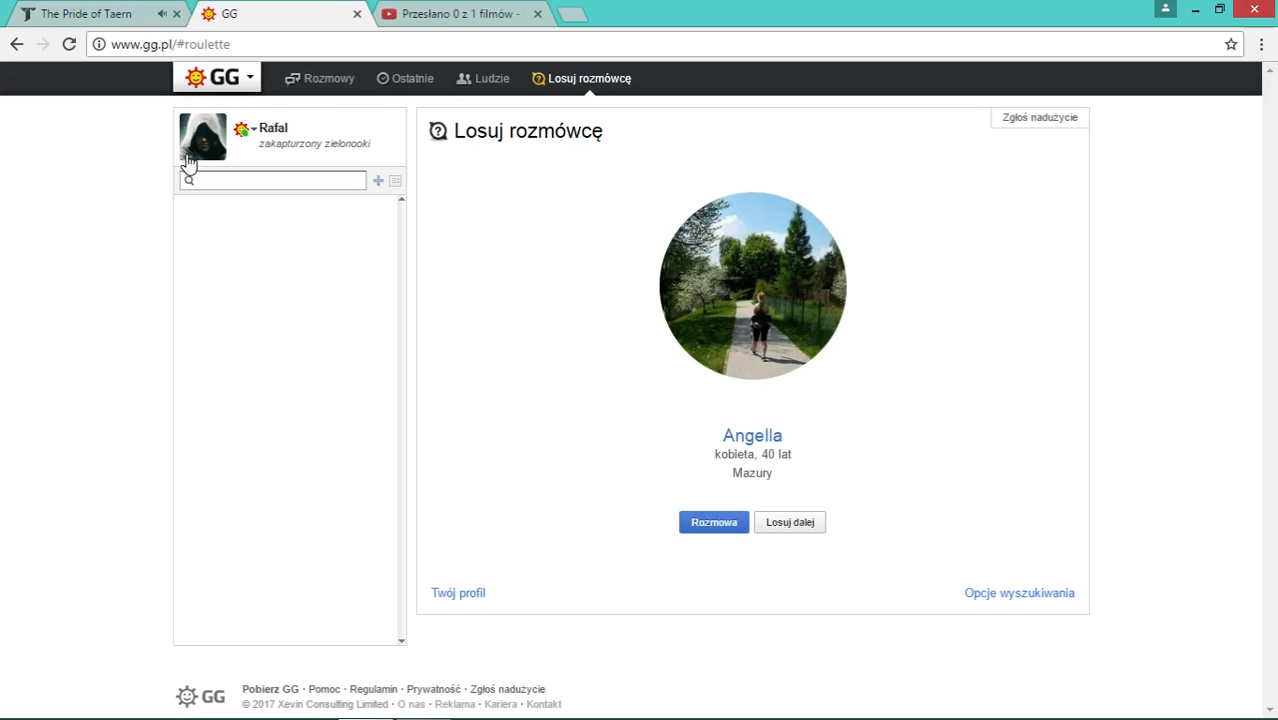 The Pride of Taern
GG
Przesłano 0 z 1 filmów -
www.gg.pl/#roulette
GG
Rozmowy
Ostatnie
Ludzie
Losuj rozmówcę
Rafal
zakapturzony zielonooki
Losuj rozmówcę
Zgłoś nadużycie
Angella
kobieta, 40 lat
Mazury
Rozmowa
Losuj dalej
Twój profil
Opcje wyszukiwania
GG
Pobierz GG · Pomoc · Regulamin · Prywatność · Zgłoś nadużycie
© 2017 Xevin Consulting Limited · O nas · Reklama · Kariera · Kontakt